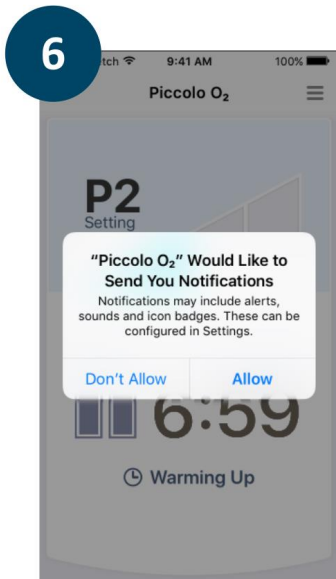 6
9:41 AM 100%
Piccolo O₂
P2
Setting
“Piccolo O₂” Would Like to
Send You Notifications
Notifications may include alerts,
sounds and icon badges. These can be
configured in Settings.
Don’t Allow Allow
6:59
Warming Up